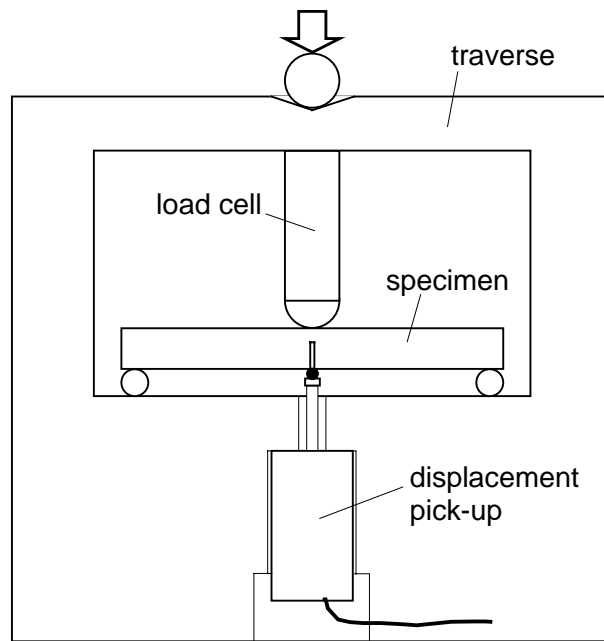 traverse
load cell
specimen
displacement
pick-up